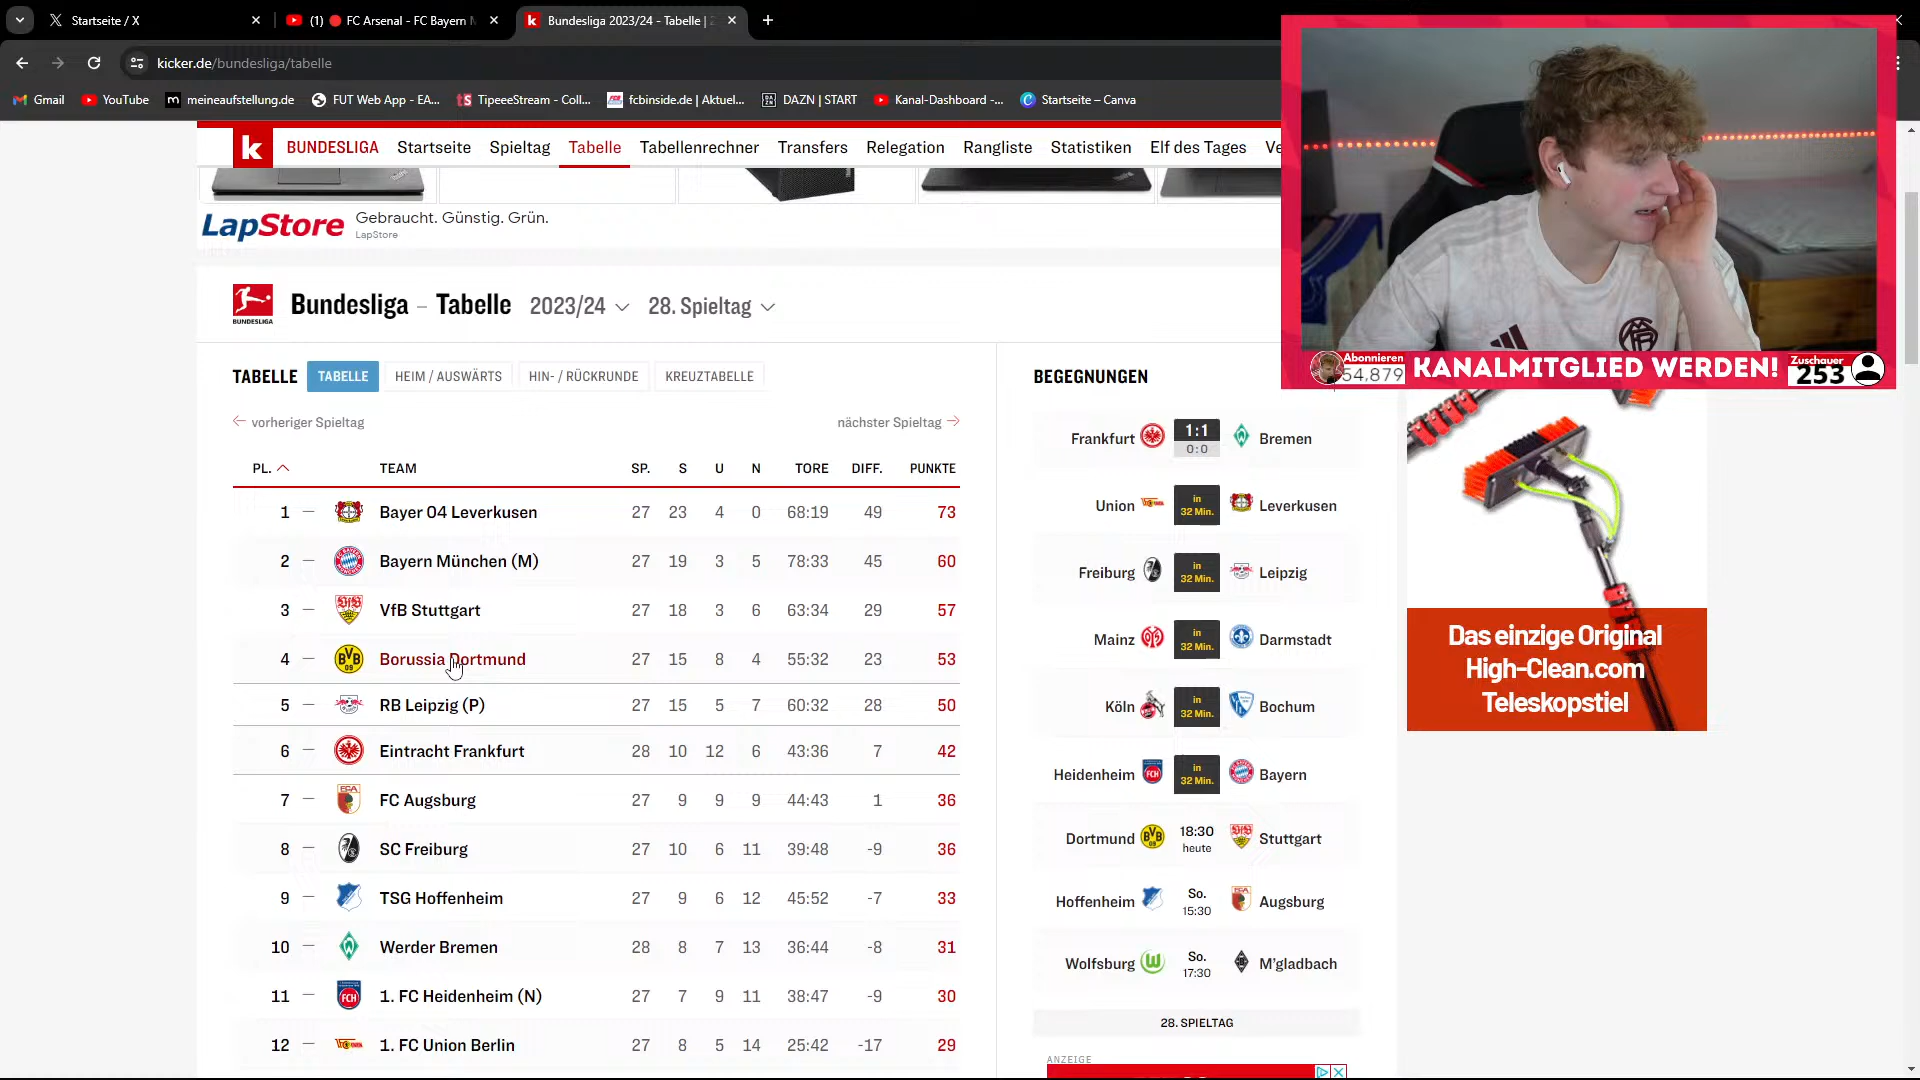 Startseite / X
(1) FC Arsenal - FC Bayern
Bundesliga 2023/24 - Tabelle |
kicker.de/bundesliga/tabelle
Gmail
YouTube
meineaufstellung.de
FUT Web App - EA...
TipeeeStream - Coll...
fcbinside.de | Aktuel...
DAZN | START
Kanal-Dashboard -...
Startseite – Canva
k
BUNDESLIGA Startseite Spieltag Tabelle Tabellenrechner Transfers Relegation Rangliste Statistiken Elf des Tages Ve
LapStore
Gebraucht. Günstig. Grün.
LapStore
BUNDESLIGA
Bundesliga – Tabelle 2023/24 28. Spieltag
TABELLE TABELLE HEIM / AUSWÄRTS HIN- / RÜCKRUNDE KREUZTABELLE
vorheriger Spieltag
nächster Spieltag
PL. TEAM SP. S U N TORE DIFF. PUNKTE
1 – Bayer 04 Leverkusen 27 23 4 0 68:19 49 73
2 – Bayern München (M) 27 19 3 5 78:33 45 60
3 – VfB Stuttgart 27 18 3 6 63:34 29 57
4 – Borussia Dortmund 27 15 8 4 55:32 23 53
5 – RB Leipzig (P) 27 15 5 7 60:32 28 50
6 – Eintracht Frankfurt 28 10 12 6 43:36 7 42
7 – FC Augsburg 27 9 9 9 44:43 1 36
8 – SC Freiburg 27 10 6 11 39:48 -9 36
9 – TSG Hoffenheim 27 9 6 12 45:52 -7 33
10 – Werder Bremen 28 8 7 13 36:44 -8 31
11 – 1. FC Heidenheim (N) 27 7 9 11 38:47 -9 30
12 – 1. FC Union Berlin 27 8 5 14 25:42 -17 29
BEGEGNUNGEN
Frankfurt 1:1 Bremen
0:0
Union in 32 Min. Leverkusen
Freiburg in 32 Min. Leipzig
Mainz in 32 Min. Darmstadt
Köln in 32 Min. Bochum
Heidenheim in 32 Min. Bayern
Dortmund 18:30 heute Stuttgart
Hoffenheim So. 15:30 Augsburg
Wolfsburg So. 17:30 M'gladbach
28. SPIELTAG
ANZEIGE
Abonnieren
54,879
KANALMITGLIED WERDEN!
Zuschauer
253
Das einzige Original
High-Clean.com
Teleskopstiel